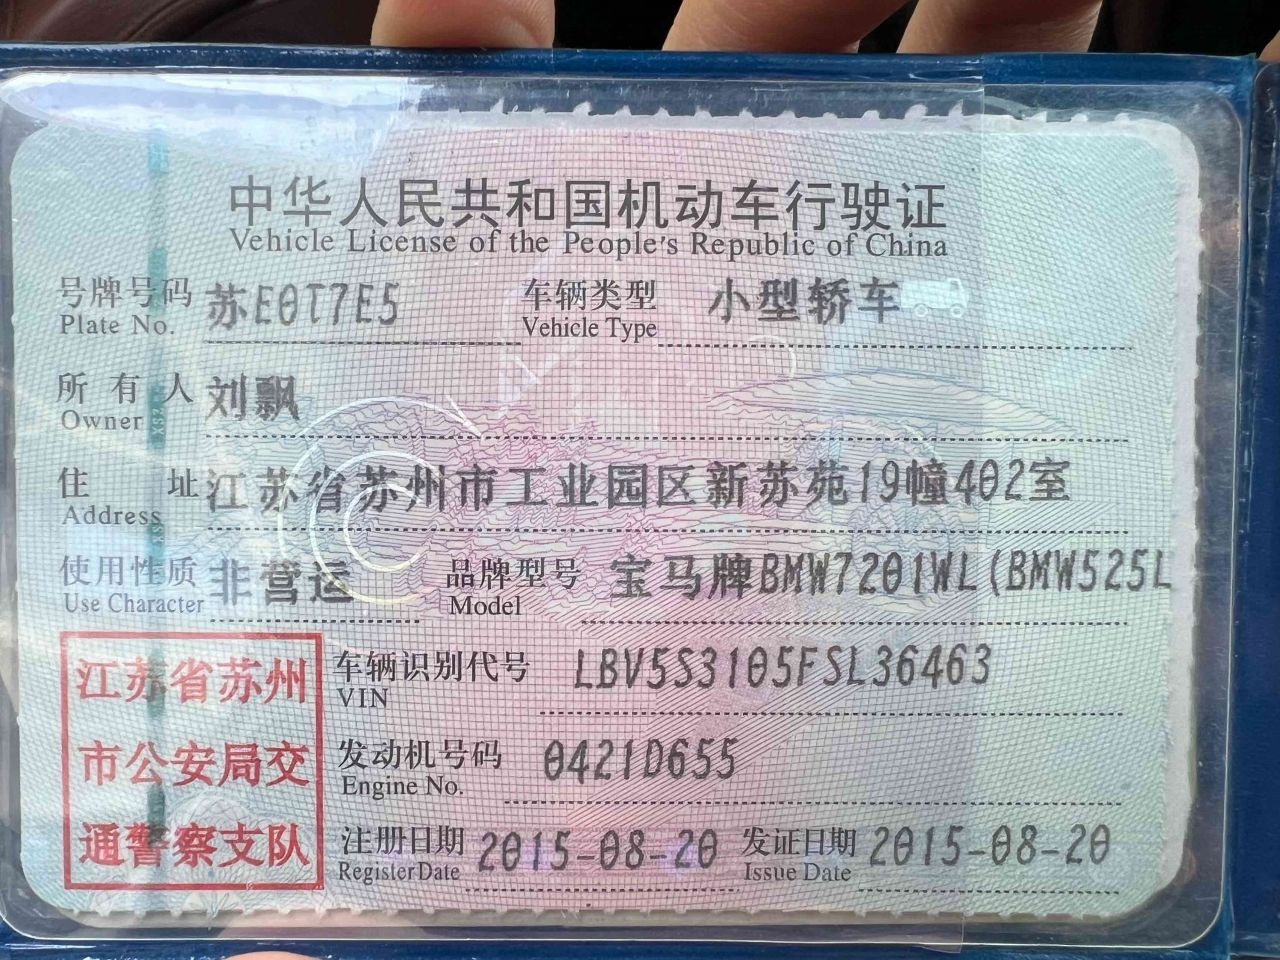 中华人民共和国机动车行驶证
Vehicle License of the People's Republic of China
号牌号码 苏E0T7E5 车辆类型 小型轿车
Plate No. Vehicle Type
所有人 刘飘
Owner
住址 江苏省苏州市工业园区新苏苑19幢402室
Address
使用性质 非营运 品牌型号 宝马牌BMW7201WL(BMW525L
Use Character Model
江苏省苏州
市公安局交
通警察支队
车辆识别代号 LBV5S3105FSL36463
VIN
发动机号码 0421D655
Engine No.
注册日期 2015-08-20 发证日期 2015-08-20
Register Date Issue Date